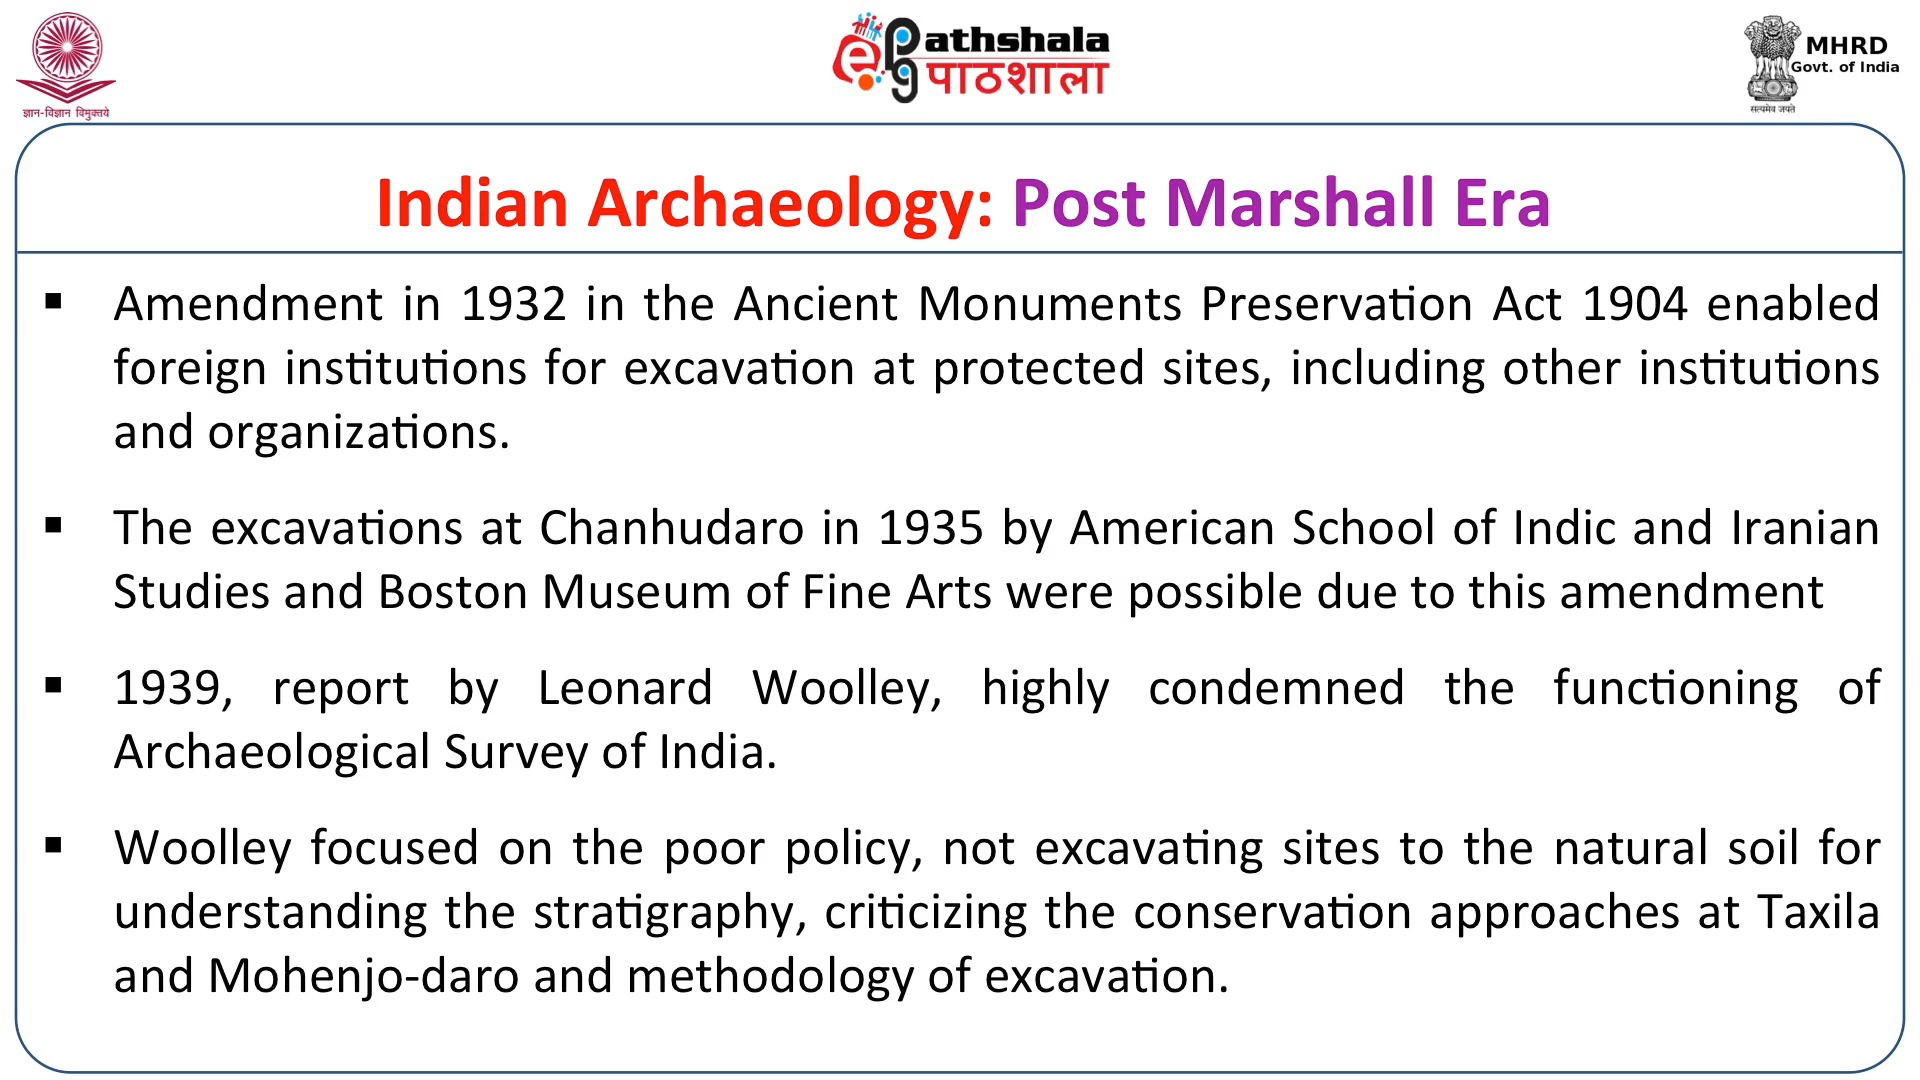 ज्ञान-विज्ञान विमुक्तये
ePathshala
पाठशाला
MHRD
Govt. of India
सत्यमेव जयते
Indian Archaeology: Post Marshall Era
▪ Amendment in 1932 in the Ancient Monuments Preservation Act 1904 enabled
foreign institutions for excavation at protected sites, including other institutions
and organizations.
▪ The excavations at Chanhudaro in 1935 by American School of Indic and Iranian
Studies and Boston Museum of Fine Arts were possible due to this amendment
▪ 1939, report by Leonard Woolley, highly condemned the functioning of
Archaeological Survey of India.
▪ Woolley focused on the poor policy, not excavating sites to the natural soil for
understanding the stratigraphy, criticizing the conservation approaches at Taxila
and Mohenjo-daro and methodology of excavation.